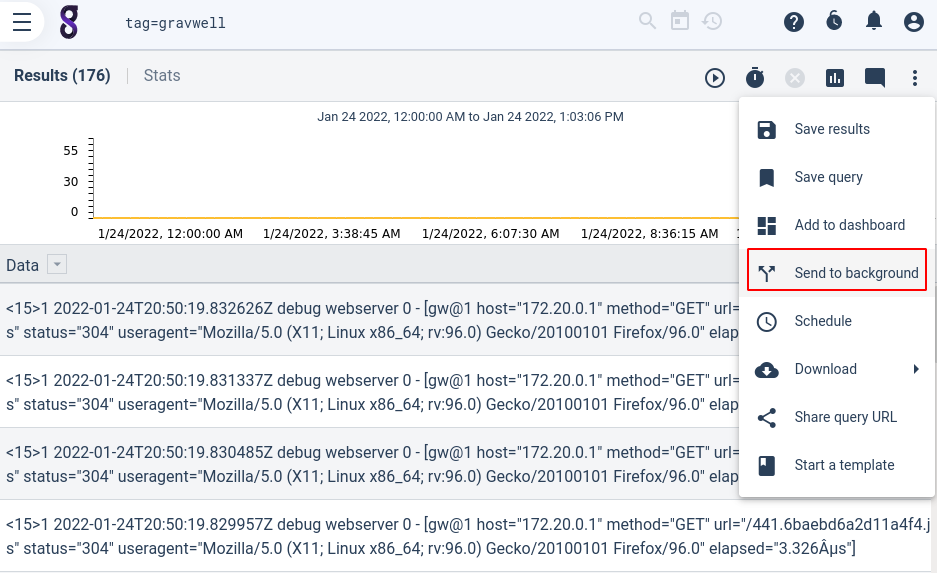 tag=gravwell
Results (176)
Stats
Jan 24 2022, 12:00:00 AM to Jan 24 2022, 1:03:06 PM
55
30
0
1/24/2022, 12:00:00 AM
1/24/2022, 3:38:45 AM
1/24/2022, 6:07:30 AM
1/24/2022, 8:36:15 AM
Save results
Save query
Add to dashboard
Send to background
Schedule
Download
Share query URL
Start a template
Data
<15>1 2022-01-24T20:50:19.832626Z debug webserver 0 - [gw@1 host="172.20.0.1" method="GET" url=
s" status="304" useragent="Mozilla/5.0 (X11; Linux x86_64; rv:96.0) Gecko/20100101 Firefox/96.0" elap
<15>1 2022-01-24T20:50:19.831337Z debug webserver 0 - [gw@1 host="172.20.0.1" method="GET" url=
s" status="304" useragent="Mozilla/5.0 (X11; Linux x86_64; rv:96.0) Gecko/20100101 Firefox/96.0" elap
<15>1 2022-01-24T20:50:19.830485Z debug webserver 0 - [gw@1 host="172.20.0.1" method="GET" url=
s" status="304" useragent="Mozilla/5.0 (X11; Linux x86_64; rv:96.0) Gecko/20100101 Firefox/96.0" elap
<15>1 2022-01-24T20:50:19.829957Z debug webserver 0 - [gw@1 host="172.20.0.1" method="GET" url="/441.6baebd6a2d11a4f4.j
s" status="304" useragent="Mozilla/5.0 (X11; Linux x86_64; rv:96.0) Gecko/20100101 Firefox/96.0" elapsed="3.326Âµs"]